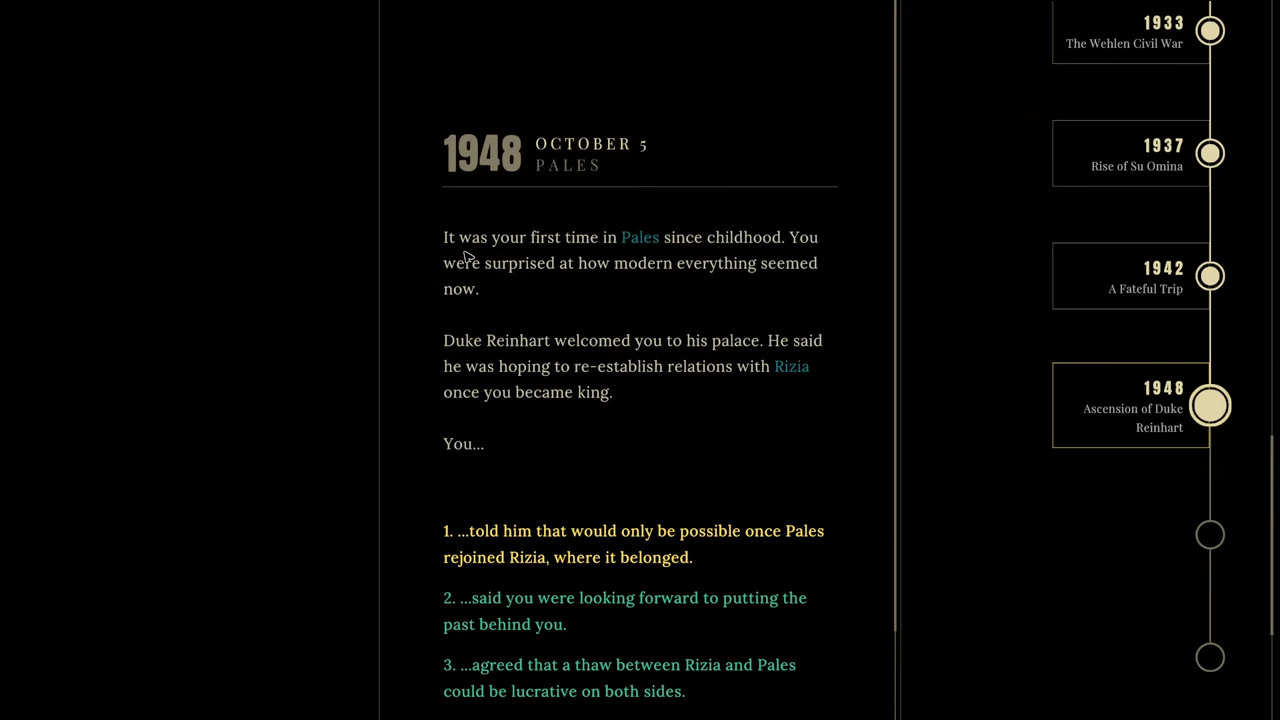 1948
OCTOBER 5
PALES
It was your first time in Pales since childhood. You
were surprised at how modern everything seemed
now.
Duke Reinhart welcomed you to his palace. He said
he was hoping to re-establish relations with Rizia
once you became king.
You...
1. ...told him that would only be possible once Pales
rejoined Rizia, where it belonged.
2. ...said you were looking forward to putting the
past behind you.
3. ...agreed that a thaw between Rizia and Pales
could be lucrative on both sides.
1933
The Wehlen Civil War
1937
Rise of Su Omina
1942
A Fateful Trip
1948
Ascension of Duke
Reinhart